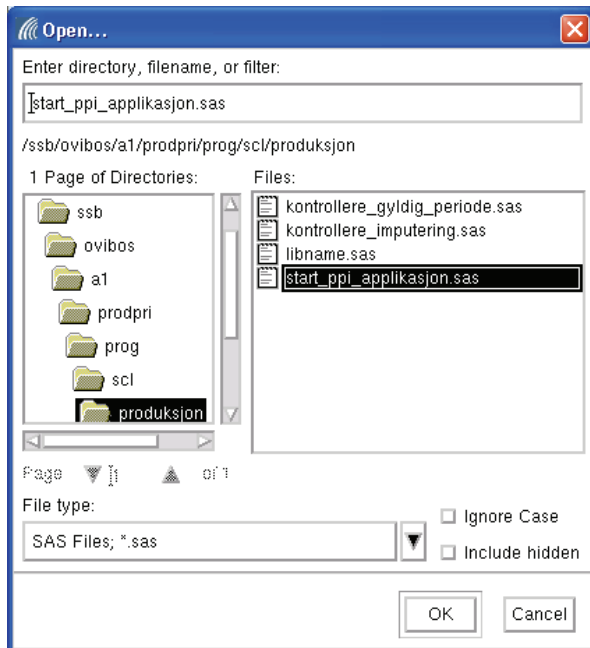 Open...
Enter directory, filename, or filter:
start_ppi_applikasjon.sas
/ssb/ovibos/a1/prodpri/prog/scl/produksjon
1 Page of Directories:
Files:
ssb
ovibos
a1
prodpri
prog
scl
produksjon
kontrollere_gyldig_periode.sas
kontrollere_imputering.sas
libname.sas
start_ppi_applikasjon.sas
Page 1 of 1
File type:
SAS Files; *.sas
Ignore Case
Include hidden
OK Cancel